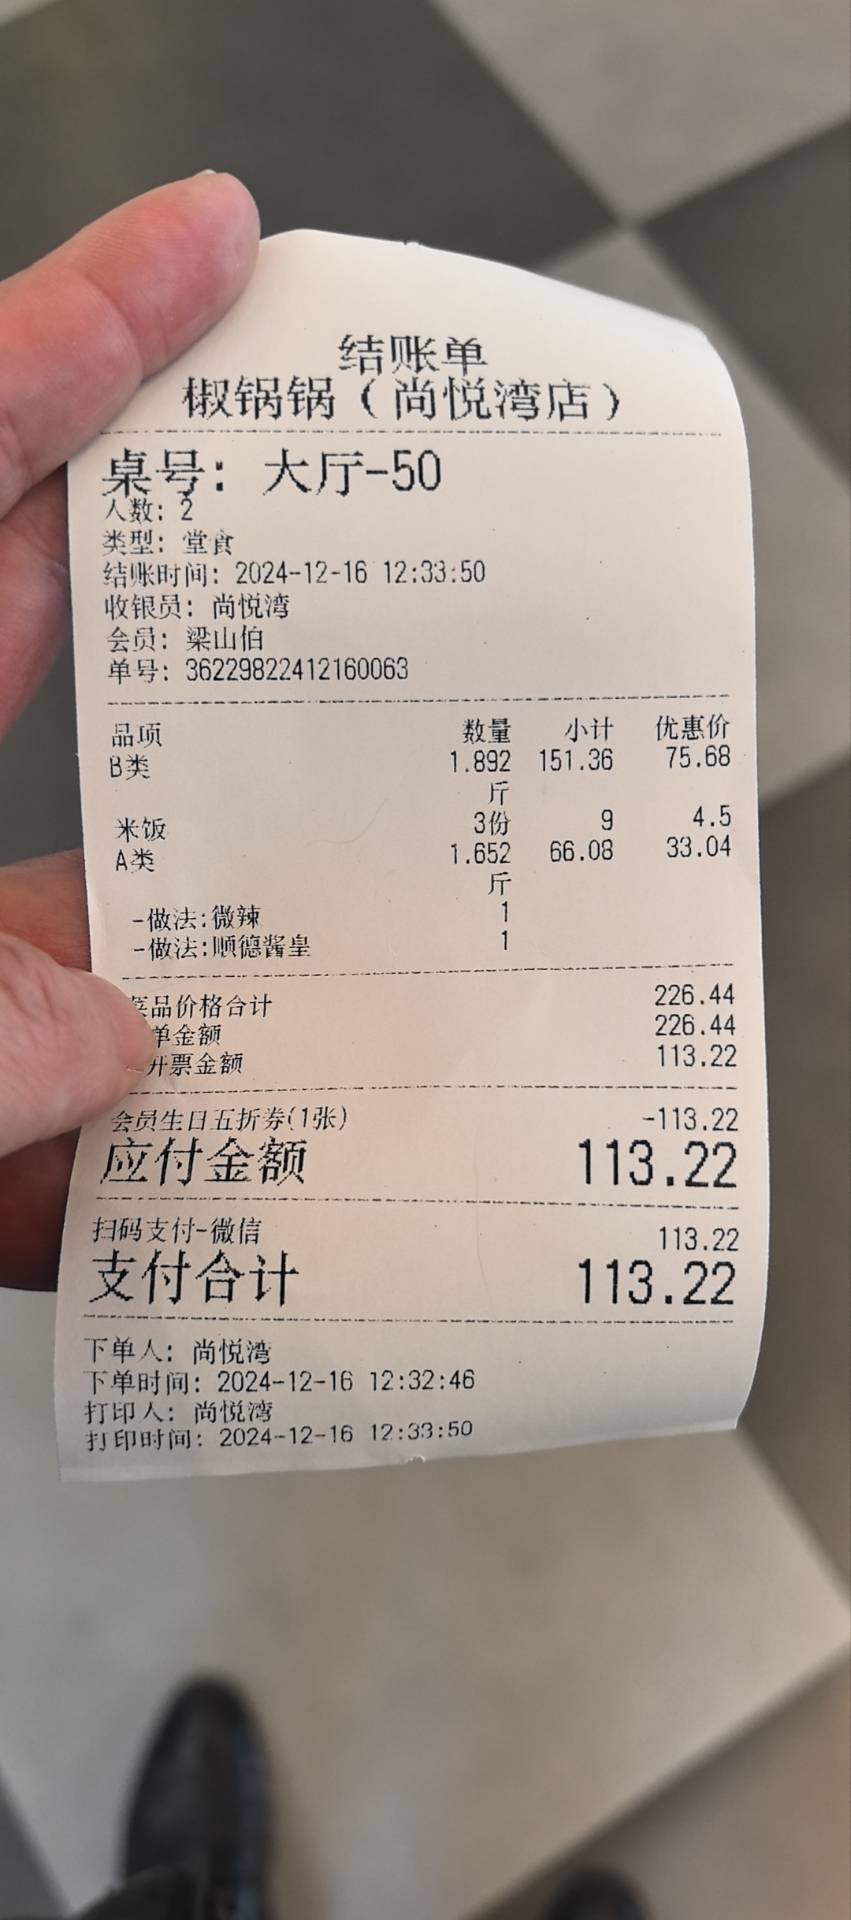 结账单
椒锅锅（尚悦湾店）
桌号: 大厅-50
人数: 2
类型: 堂食
结账时间: 2024-12-16 12:33:50
收银员: 尚悦湾
会员: 梁山伯
单号: 36229822412160063
品项 数量 小计 优惠价
B类 1.892 151.36 75.68
斤
米饭 3份 9 4.5
A类 1.652 66.08 33.04
斤
-做法:微辣 1
-做法:顺德酱皇 1
菜品价格合计 226.44
单金额 226.44
开票金额 113.22
会员生日五折券(1张) -113.22
应付金额 113.22
扫码支付-微信 113.22
支付合计 113.22
下单人: 尚悦湾
下单时间: 2024-12-16 12:32:46
打印人: 尚悦湾
打印时间: 2024-12-16 12:33:50